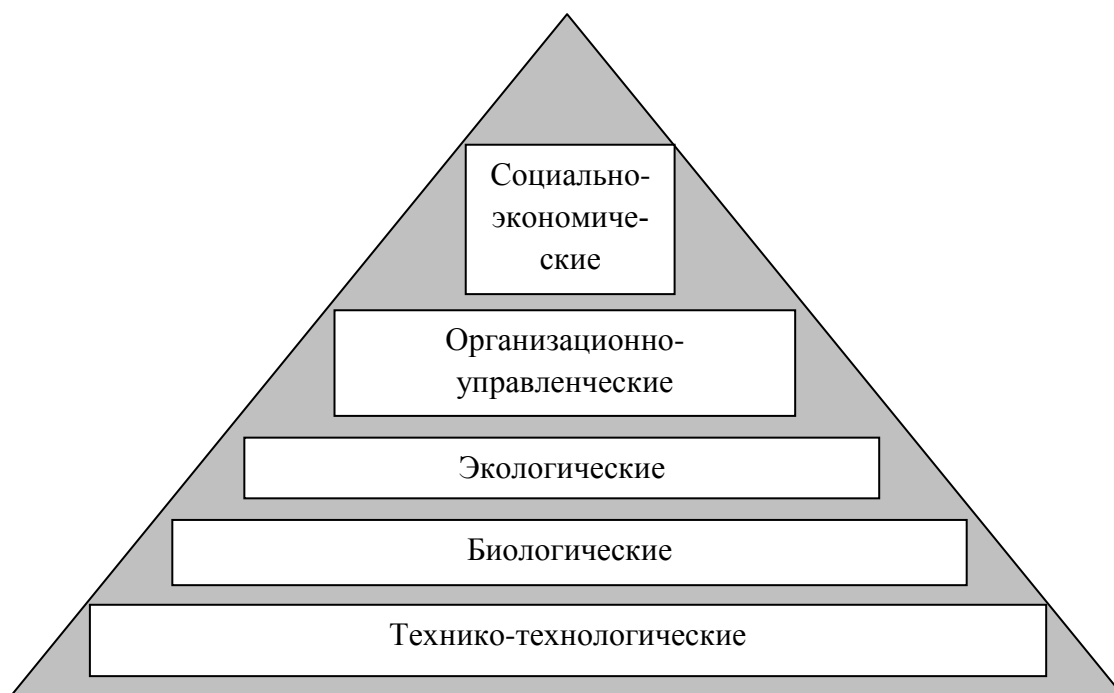 Социально-
экономиче-
ские
Организационно-
управленческие
Экологические
Биологические
Технико-технологические